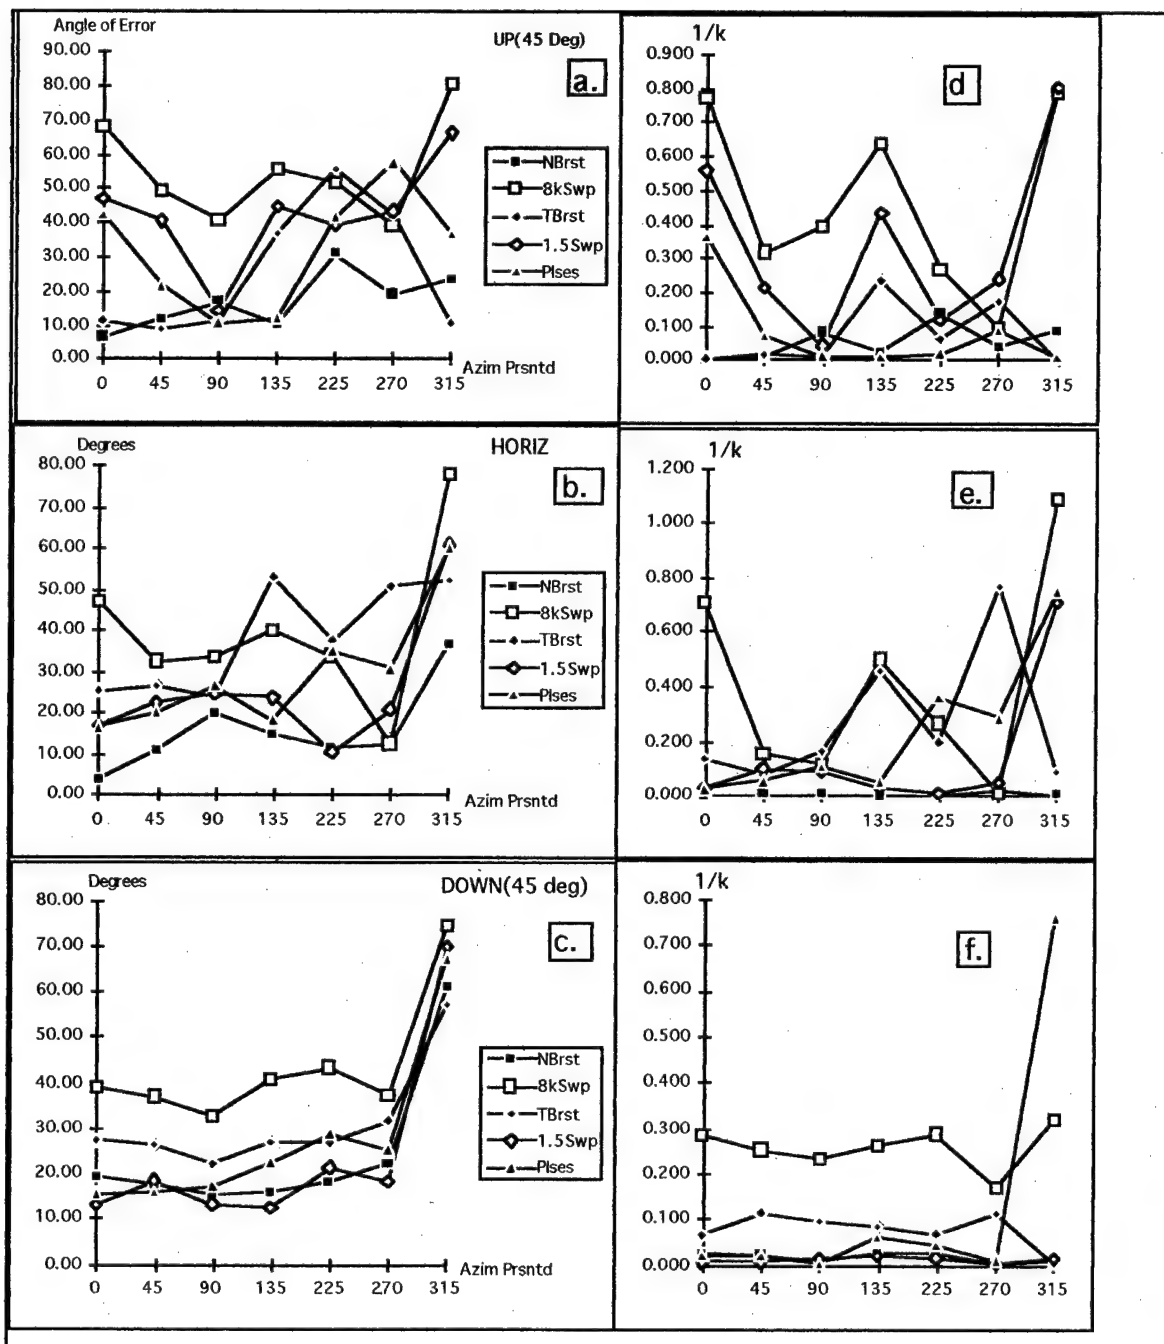 Angle of Error
UP(45 Deg)
a.
90.00
80.00
70.00
60.00
50.00
40.00
30.00
20.00
10.00
0.00
0 45 90 135 225 270 315
Azim Prsntd
NBrst
8kSwp
TBrst
1.5Swp
Plses
1/k
d
0.900
0.800
0.700
0.600
0.500
0.400
0.300
0.200
0.100
0.000
0 45 90 135 225 270 315
Degrees
HORIZ
b.
80.00
70.00
60.00
50.00
40.00
30.00
20.00
10.00
0.00
0 45 90 135 225 270 315
Azim Prsntd
NBrst
8kSwp
TBrst
1.5Swp
Plses
1/k
e.
1.200
1.000
0.800
0.600
0.400
0.200
0.000
0 45 90 135 225 270 315
Degrees
DOWN(45 deg)
c.
80.00
70.00
60.00
50.00
40.00
30.00
20.00
10.00
0.00
0 45 90 135 225 270 315
Azim Prsntd
NBrst
8kSwp
TBrst
1.5Swp
Plses
1/k
f.
0.800
0.700
0.600
0.500
0.400
0.300
0.200
0.100
0.000
0 45 90 135 225 270 315